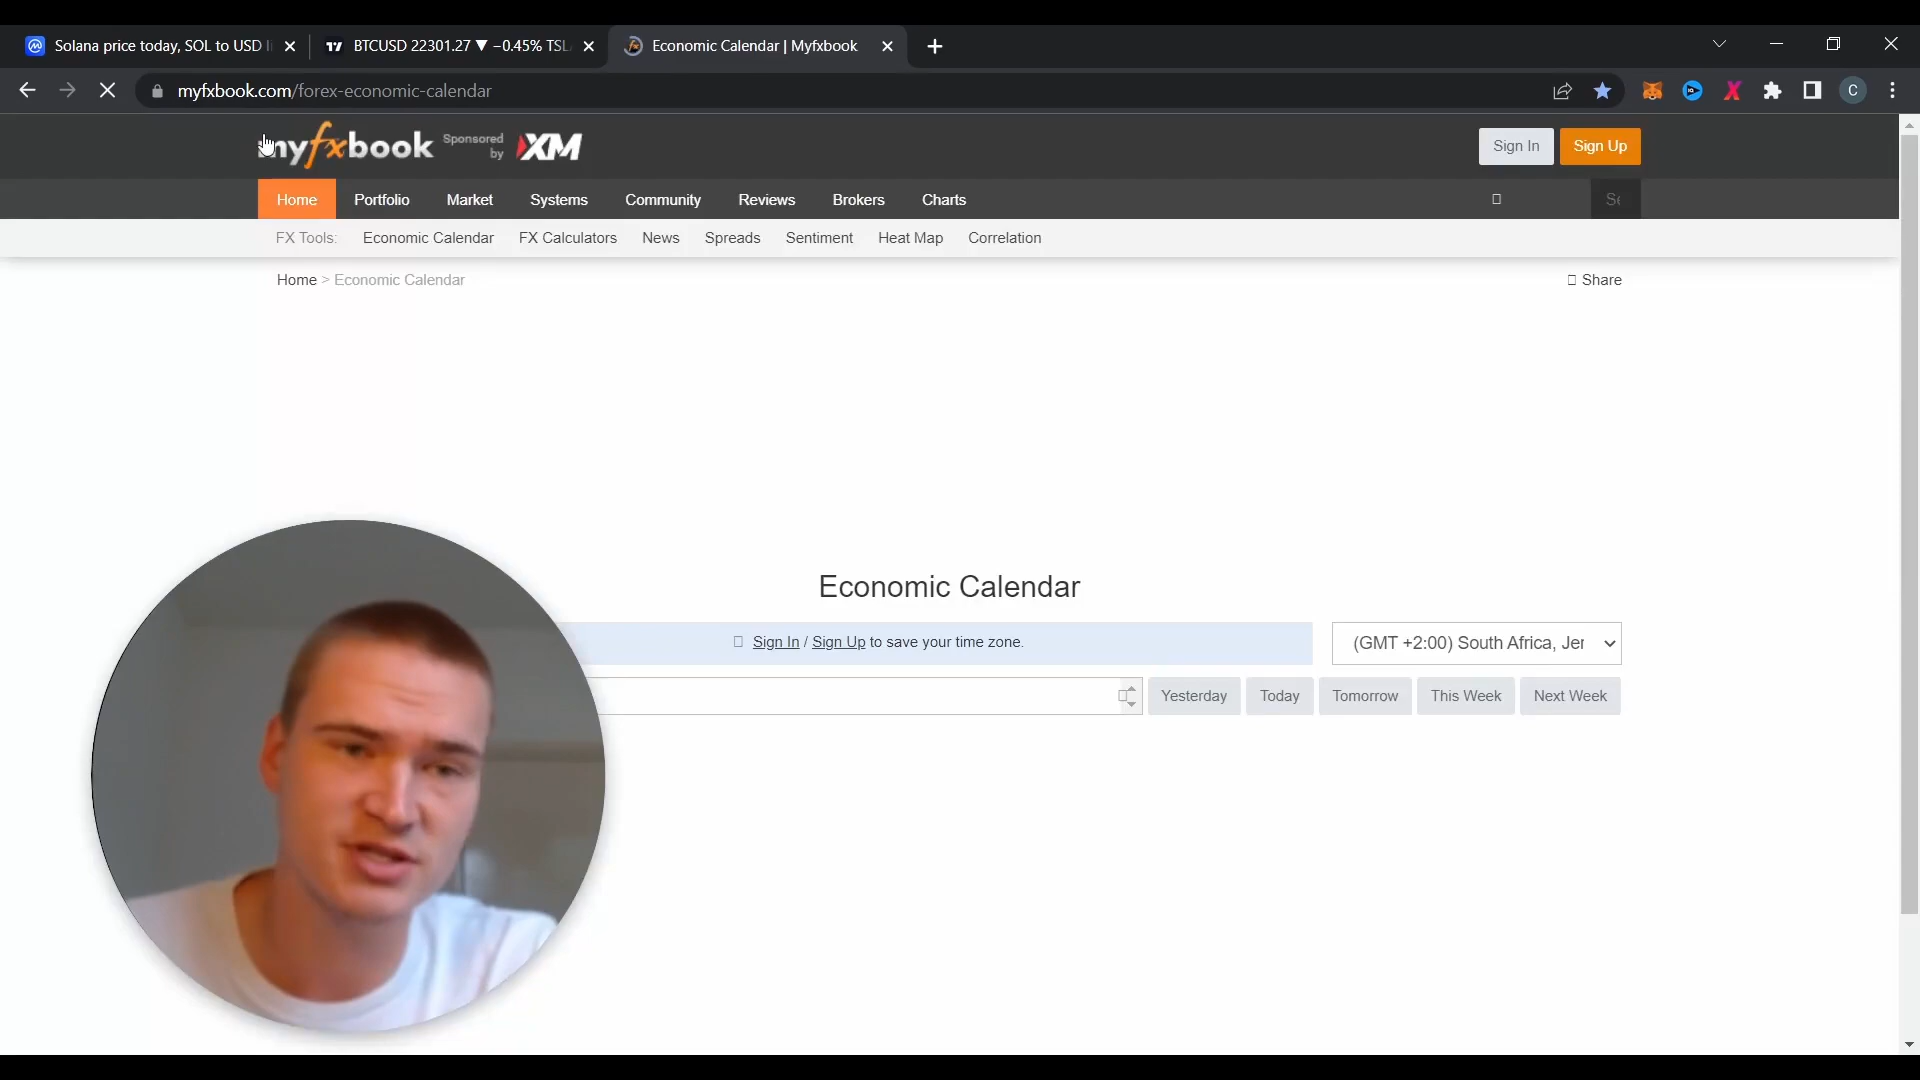 Solana price today, SOL to USD li
BTCUSD 22301.27 ▼ −0.45% TSL
Economic Calendar | Myfxbook
myfxbook.com/forex-economic-calendar
C
myfxbook Sponsored by XM
Sign In
Sign Up
Home
Portfolio
Market
Systems
Community
Reviews
Brokers
Charts
Se
FX Tools:
Economic Calendar
FX Calculators
News
Spreads
Sentiment
Heat Map
Correlation
Home > Economic Calendar
Share
Economic Calendar
Sign In / Sign Up to save your time zone.
(GMT +2:00) South Africa, Jer
Yesterday
Today
Tomorrow
This Week
Next Week